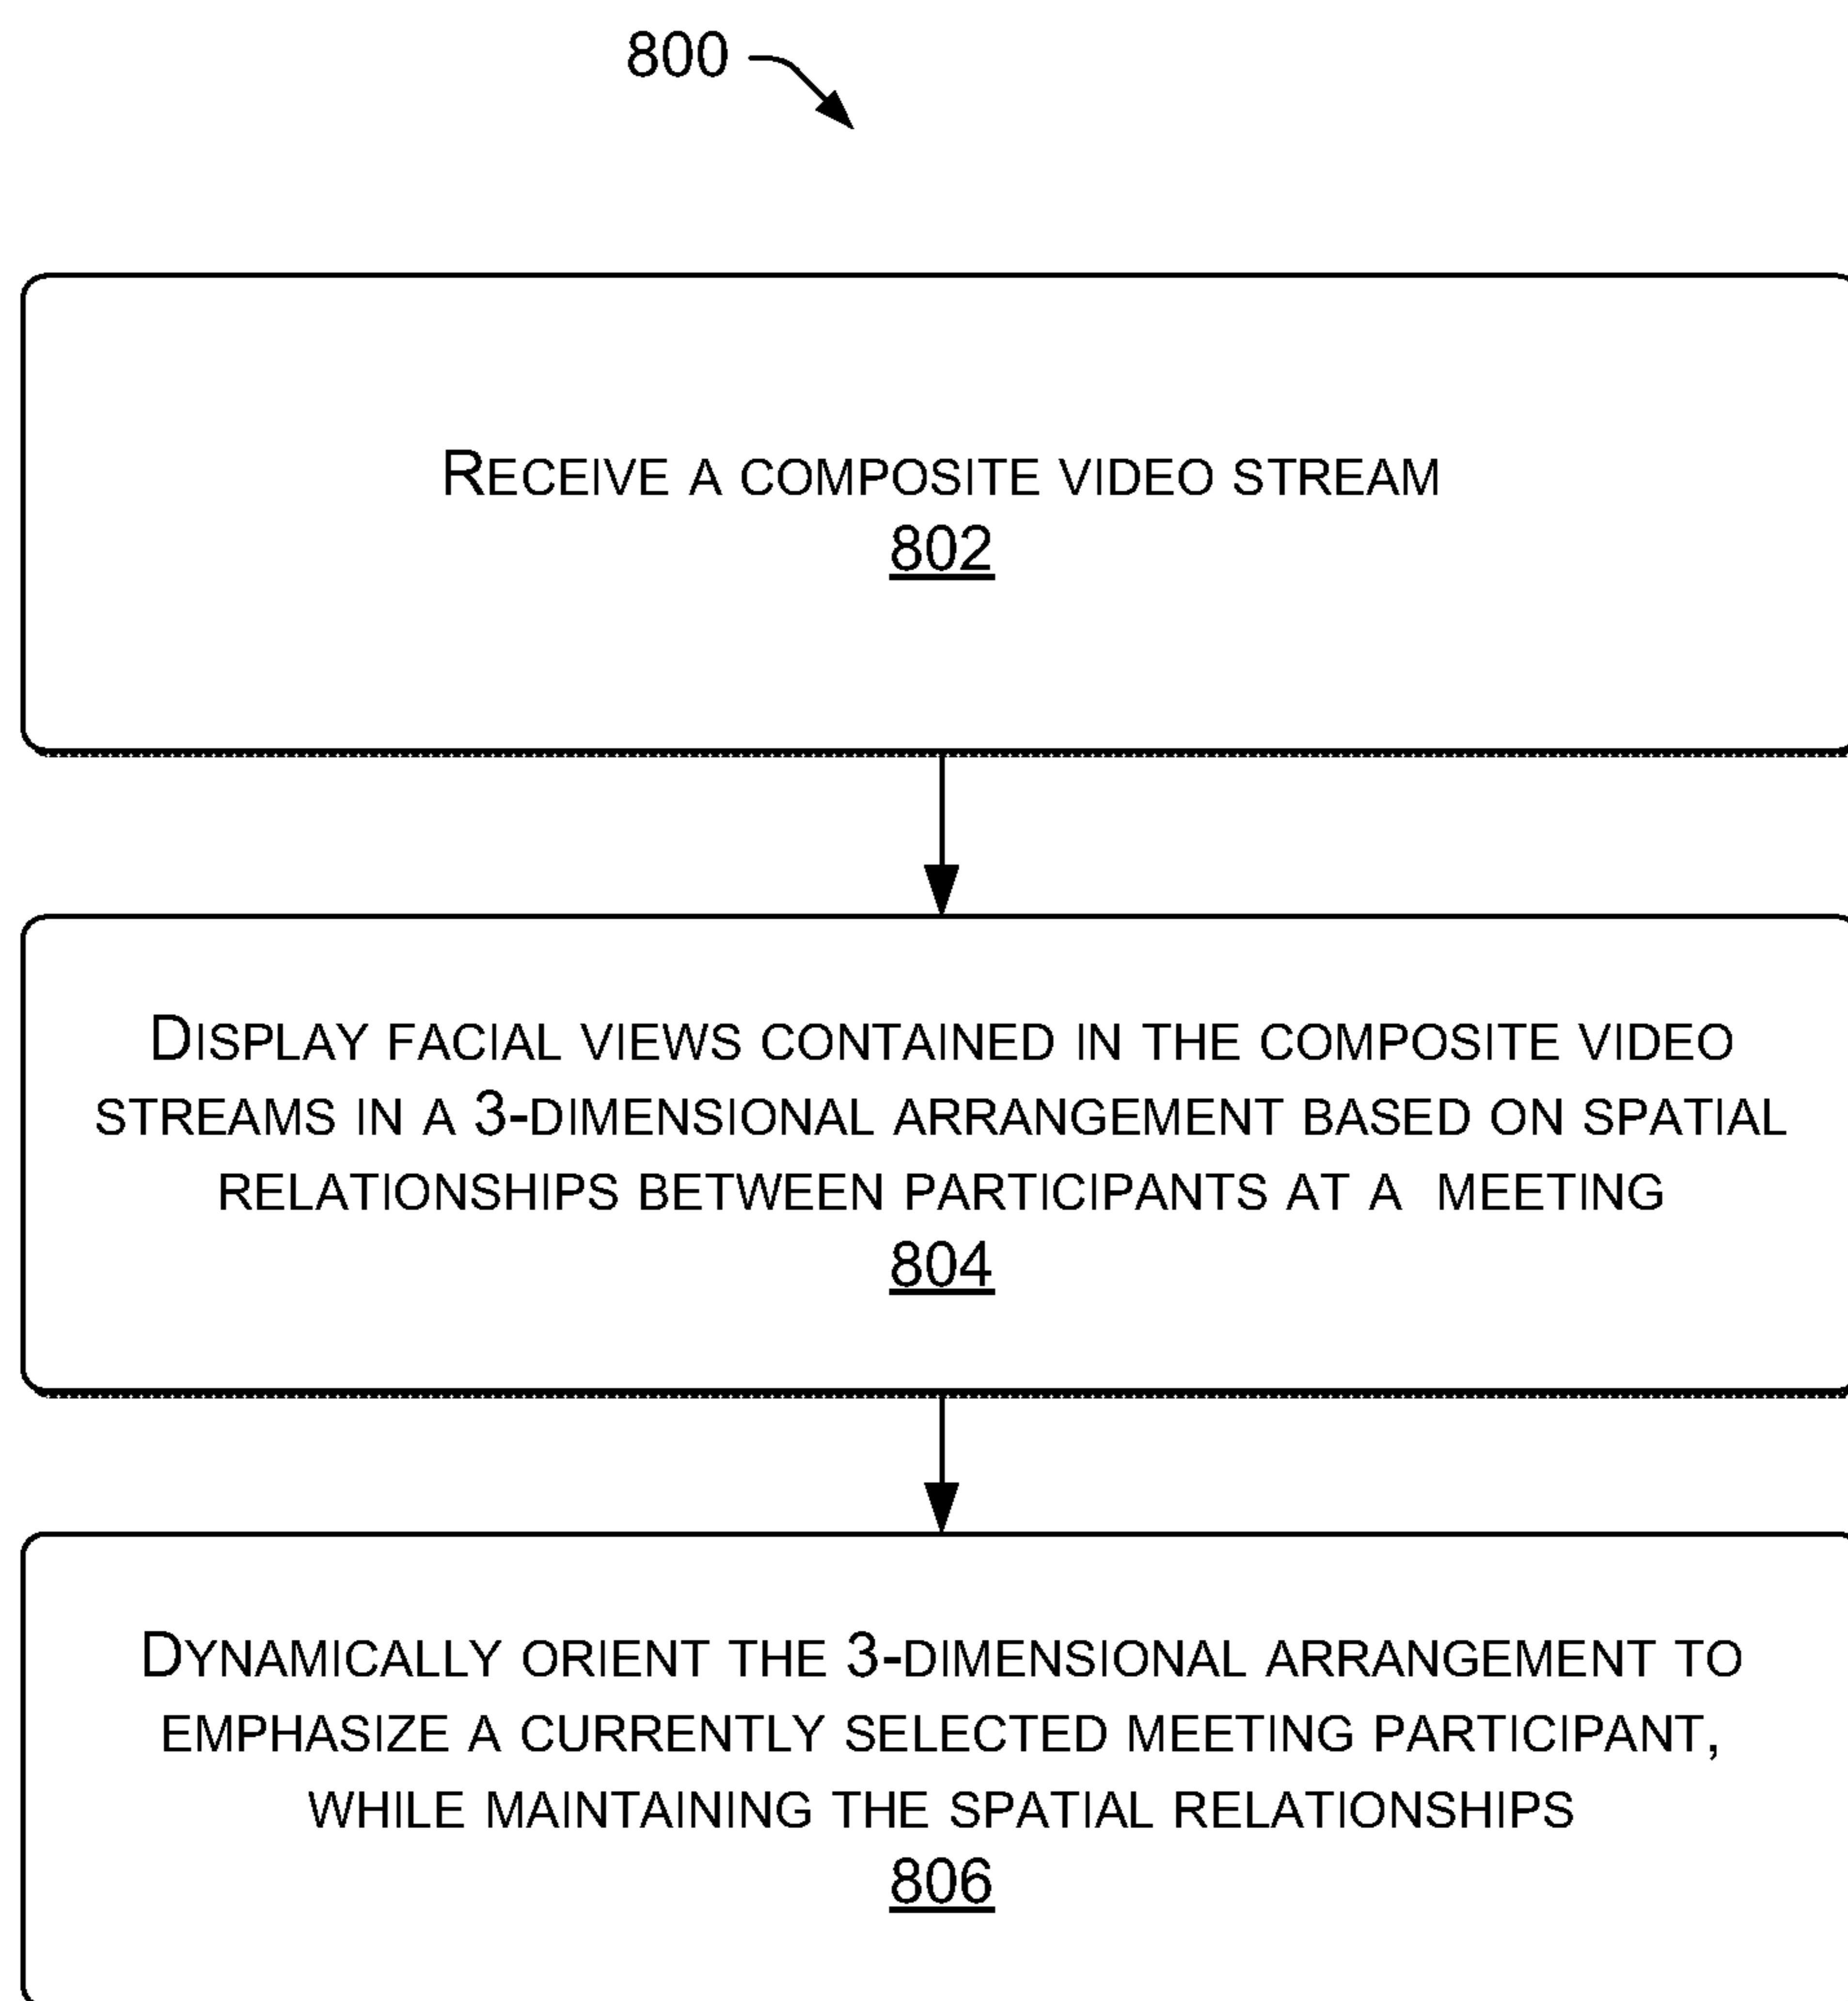 800
RECEIVE A COMPOSITE VIDEO STREAM
802
DISPLAY FACIAL VIEWS CONTAINED IN THE COMPOSITE VIDEO
STREAMS IN A 3-DIMENSIONAL ARRANGEMENT BASED ON SPATIAL
RELATIONSHIPS BETWEEN PARTICIPANTS AT A MEETING
804
DYNAMICALLY ORIENT THE 3-DIMENSIONAL ARRANGEMENT TO
EMPHASIZE A CURRENTLY SELECTED MEETING PARTICIPANT,
WHILE MAINTAINING THE SPATIAL RELATIONSHIPS
806